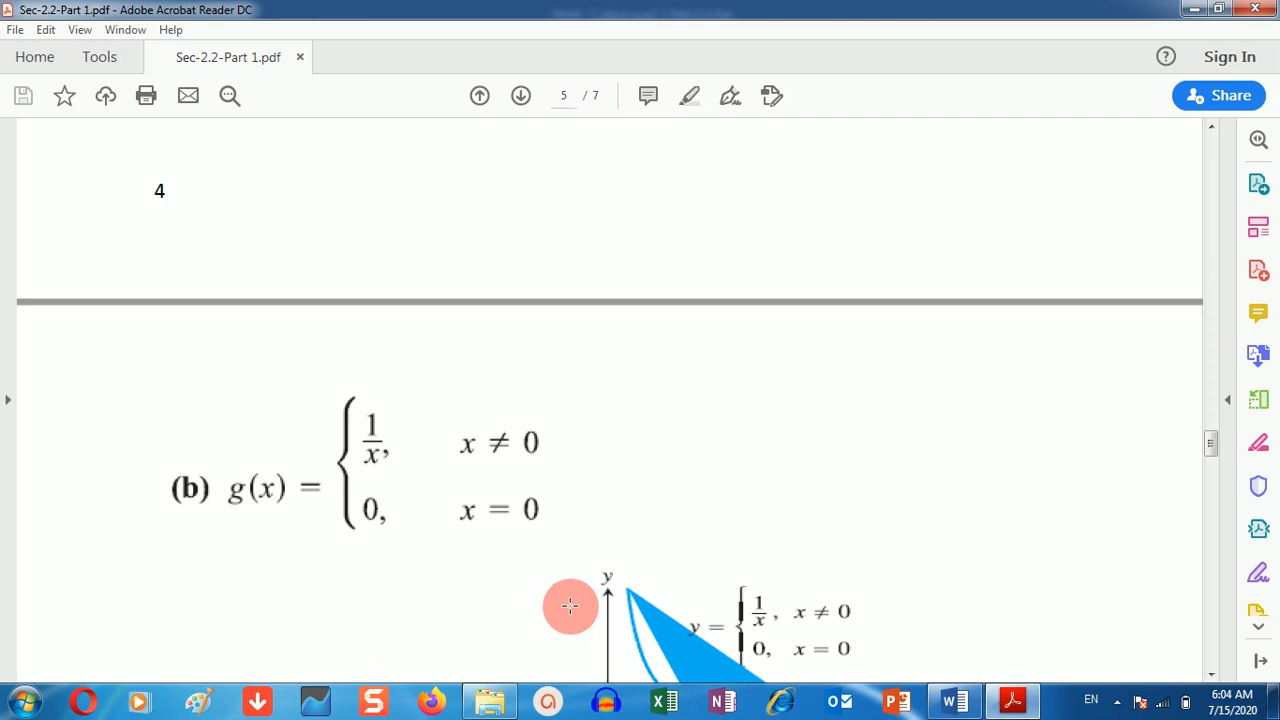 Sec-2.2-Part 1.pdf - Adobe Acrobat Reader DC
File Edit View Window Help
Home Tools Sec-2.2-Part 1.pdf × ? Sign In
5 / 7 Share
4
(b) g(x) = { 1/x, x ≠ 0
0, x = 0
y
y = { 1/x, x ≠ 0
0, x = 0
EN 6:04 AM
7/15/2020